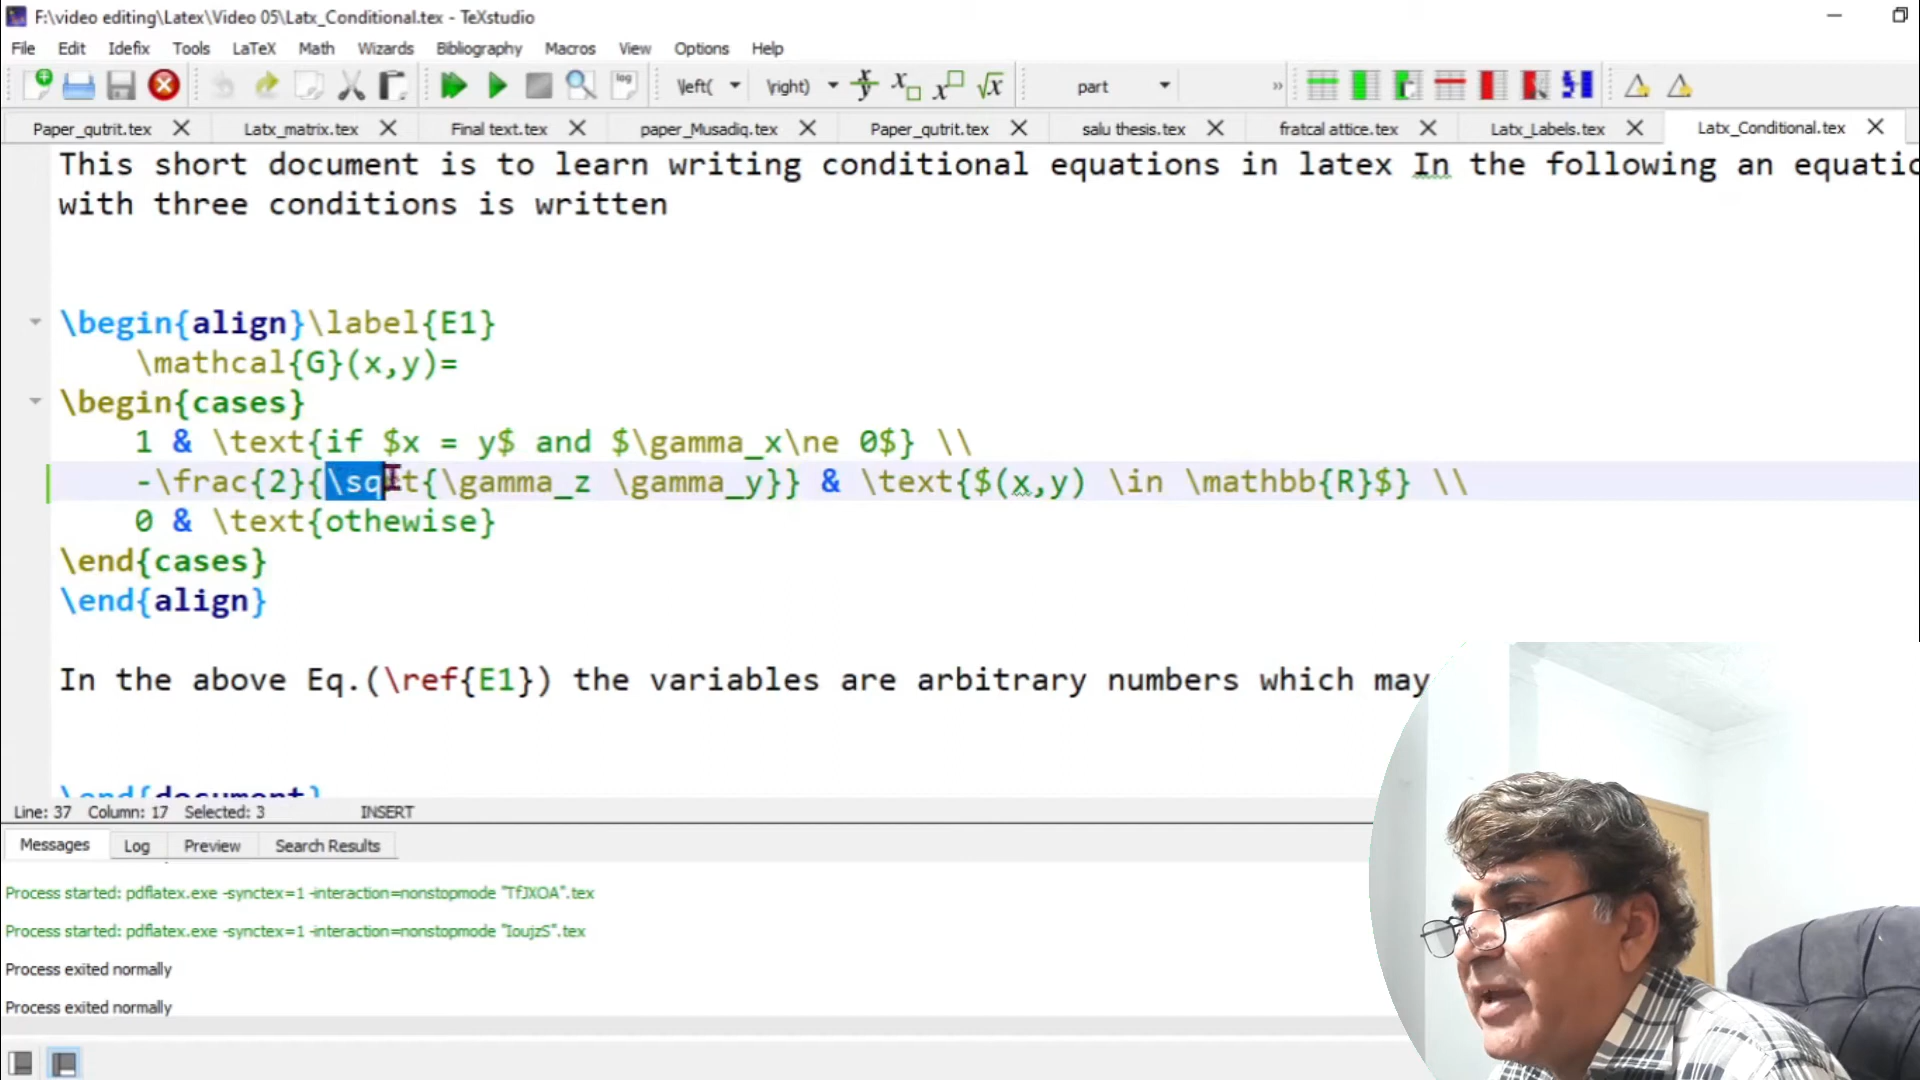 F:\video editing\Latex\Video 05\Latx_Conditional.tex - TeXstudio
File Edit Idefix Tools LaTeX Math Wizards Bibliography Macros View Options Help
log \left( \right) part »
Paper_qutrit.tex Latx_matrix.tex Final text.tex paper_Musadiq.tex Paper_qutrit.tex salu thesis.tex fratcal attice.tex Latx_Labels.tex Latx_Conditional.tex
This short document is to learn writing conditional equations in latex In the following an equatio
with three conditions is written
\begin{align}\label{E1}
\mathcal{G}(x,y)=
\begin{cases}
1 & \text{if $x = y$ and $\gamma_x\ne 0$} \\
-\frac{2}{\sqrt{\gamma_z \gamma_y}} & \text{$(x,y) \in \mathbb{R}$} \\
0 & \text{othewise}
\end{cases}
\end{align}
In the above Eq.(\ref{E1}) the variables are arbitrary numbers which may
\end{document}
Line: 37 Column: 17 Selected: 3 INSERT
Messages Log Preview Search Results
Process started: pdflatex.exe -synctex=1 -interaction=nonstopmode "TfJXOA".tex
Process started: pdflatex.exe -synctex=1 -interaction=nonstopmode "IoujzS".tex
Process exited normally
Process exited normally